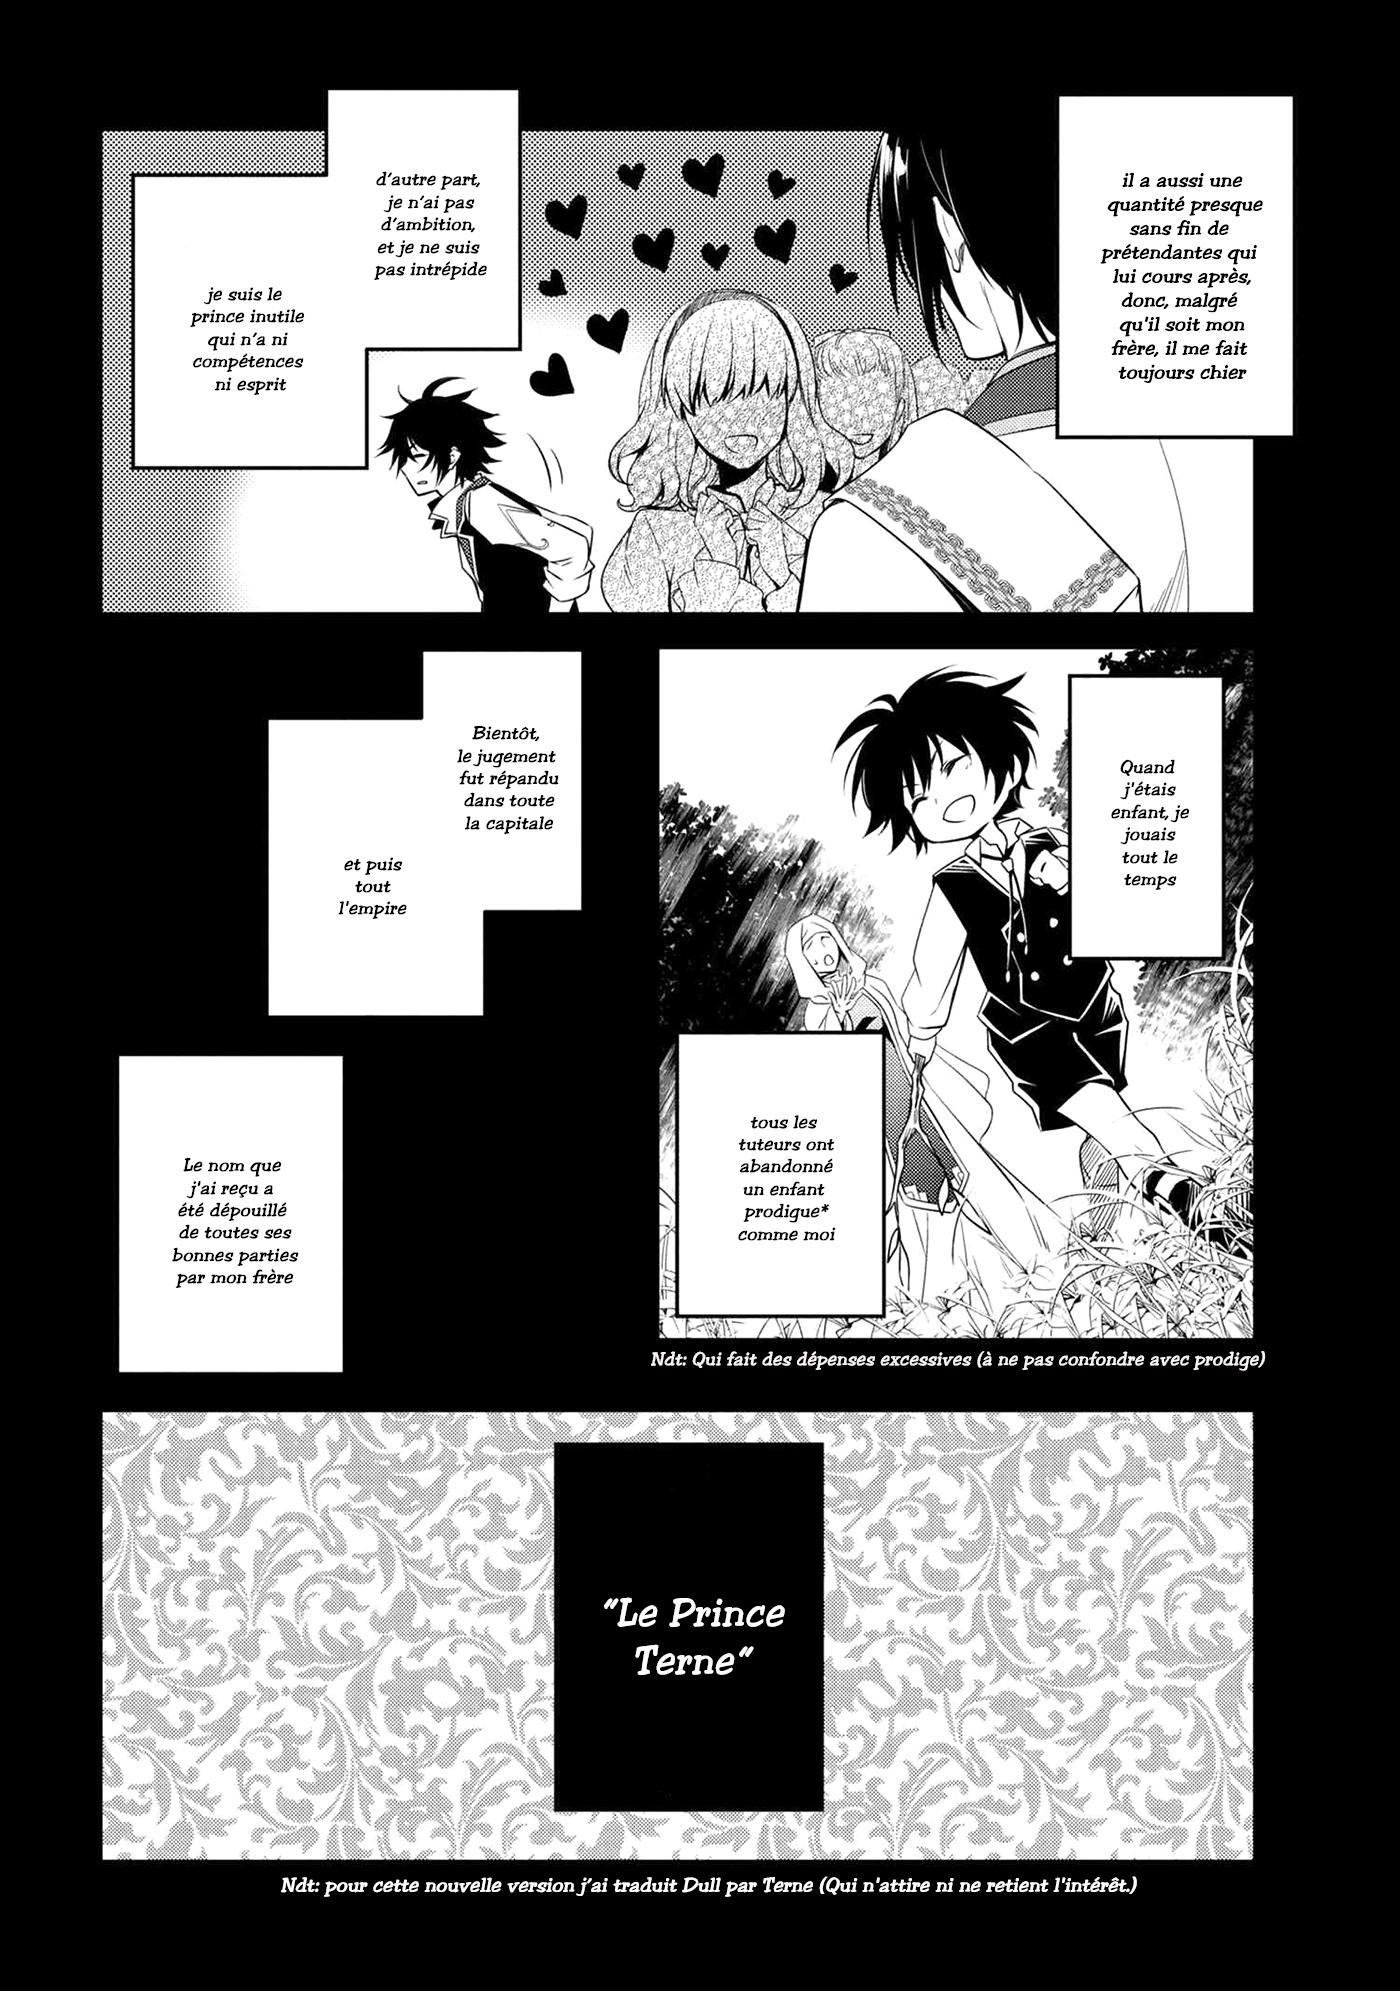 il a aussi une
quantité presque
sans fin de
prétendantes qui
lui cours après,
donc, malgré
qu'il soit mon
frère, il me fait
toujours chier
d'autre part,
je n'ai pas
d'ambition,
et je ne suis
pas intrépide
je suis le
prince inutile
qui n'a ni
compétences
ni esprit
Quand
j'étais
enfant, je
jouais
tout le
temps
tous les
tuteurs ont
abandonné
un enfant
prodigue*
comme moi
Ndt: Qui fait des dépenses excessives (à ne pas confondre avec prodige)
Bientôt,
le jugement
fut répandu
dans toute
la capitale
et puis
tout
l'empire
Le nom que
j'ai reçu a
été dépouillé
de toutes ses
bonnes parties
par mon frère
"Le Prince
Terne"
Ndt: pour cette nouvelle version j'ai traduit Dull par Terne (Qui n'attire ni ne retient l'intérêt.)